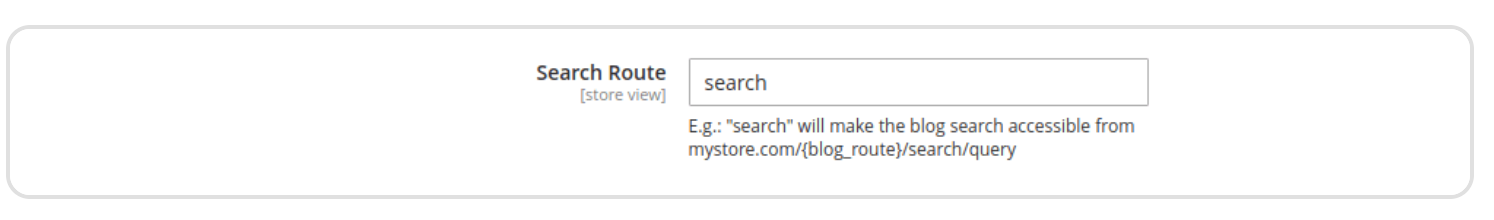 Search Route
[store view]
search
E.g.: "search" will make the blog search accessible from
mystore.com/{blog_route}/search/query